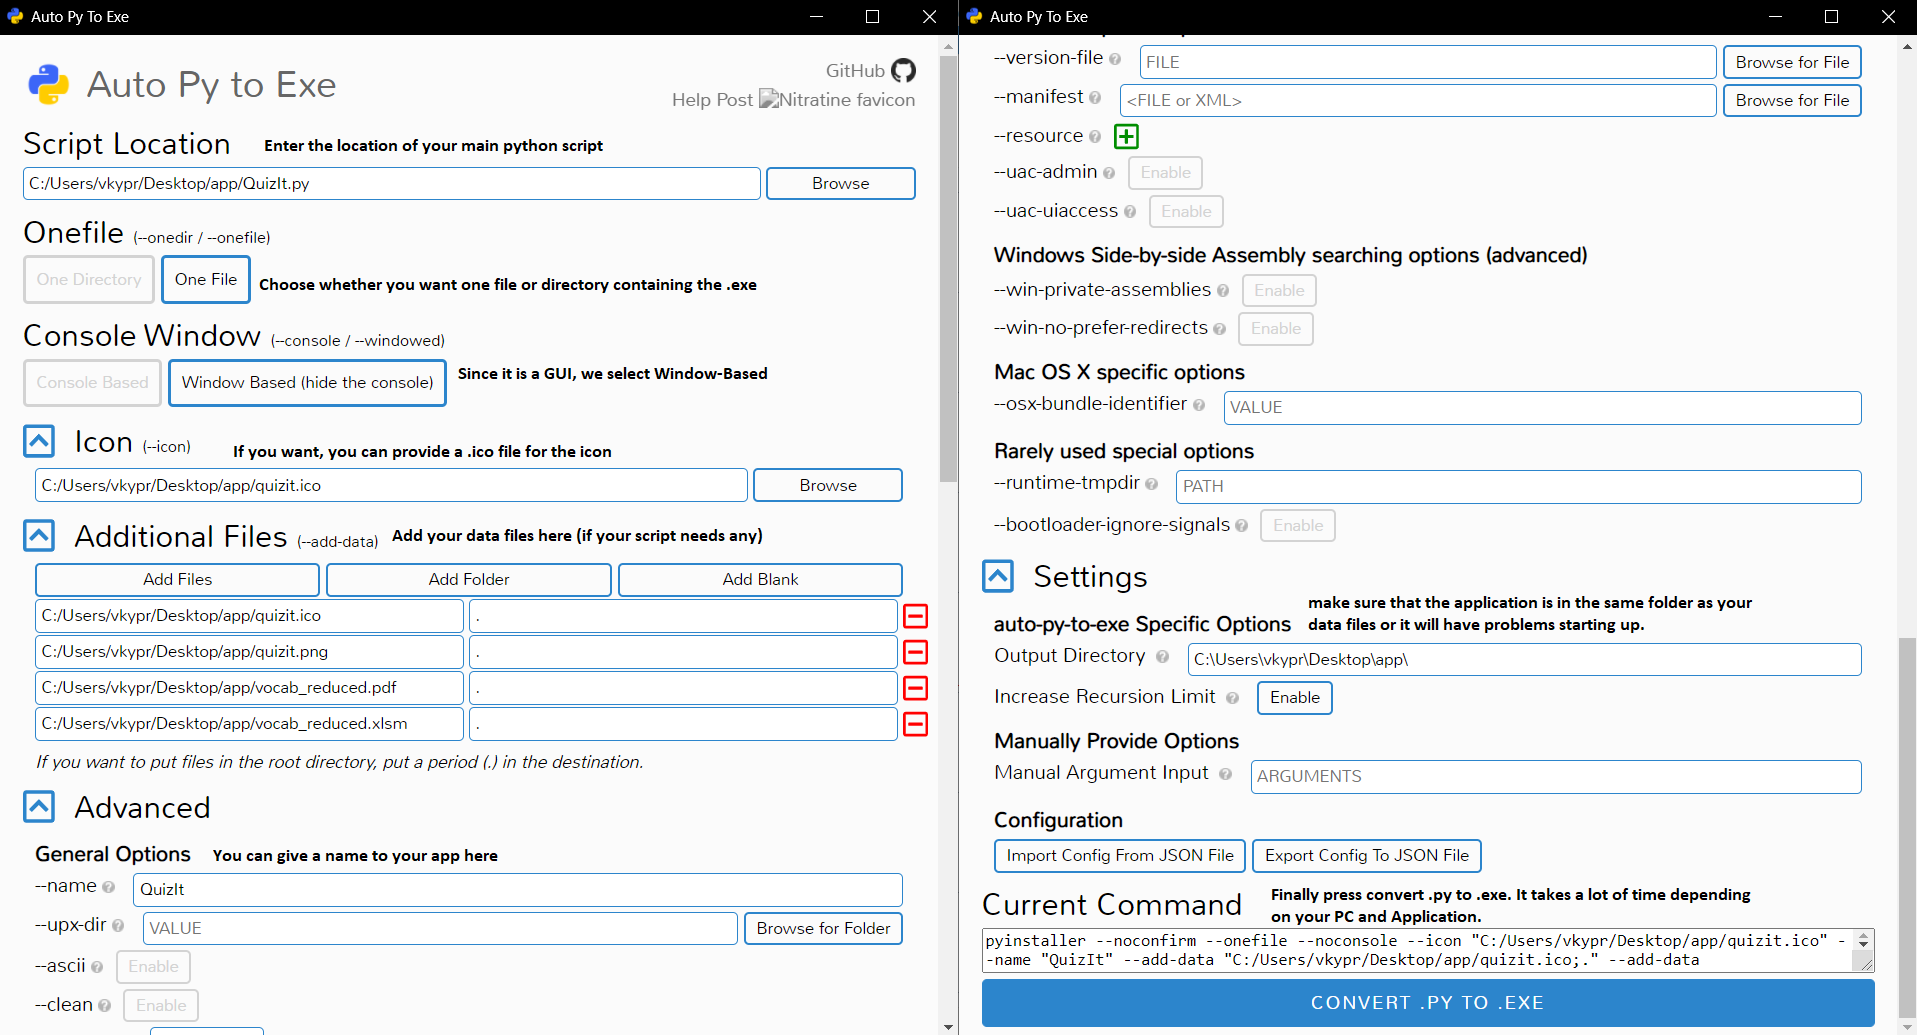 Auto Py To Exe
Auto Py to Exe
GitHub
Help Post Nitratine favicon
Script Location
Enter the location of your main python script
C:/Users/vkypr/Desktop/app/QuizIt.py
Browse
Onefile (--onedir / --onefile)
One Directory
One File
Choose whether you want one file or directory containing the .exe
Console Window (--console / --windowed)
Console Based
Window Based (hide the console)
Since it is a GUI, we select Window-Based
Icon (--icon)
If you want, you can provide a .ico file for the icon
C:/Users/vkypr/Desktop/app/quizit.ico
Browse
Additional Files (--add-data)
Add your data files here (if your script needs any)
Add Files
Add Folder
Add Blank
C:/Users/vkypr/Desktop/app/quizit.ico
.
C:/Users/vkypr/Desktop/app/quizit.png
.
C:/Users/vkypr/Desktop/app/vocab_reduced.pdf
.
C:/Users/vkypr/Desktop/app/vocab_reduced.xlsm
.
If you want to put files in the root directory, put a period (.) in the destination.
Advanced
General Options
You can give a name to your app here
--name
QuizIt
--upx-dir
VALUE
Browse for Folder
--ascii
Enable
--clean
Enable
Auto Py To Exe
--version-file
FILE
Browse for File
--manifest
<FILE or XML>
Browse for File
--resource
--uac-admin
Enable
--uac-uiaccess
Enable
Windows Side-by-side Assembly searching options (advanced)
--win-private-assemblies
Enable
--win-no-prefer-redirects
Enable
Mac OS X specific options
--osx-bundle-identifier
VALUE
Rarely used special options
--runtime-tmpdir
PATH
--bootloader-ignore-signals
Enable
Settings
make sure that the application is in the same folder as your
data files or it will have problems starting up.
auto-py-to-exe Specific Options
Output Directory
C:\Users\vkypr\Desktop\app\
Increase Recursion Limit
Enable
Manually Provide Options
Manual Argument Input
ARGUMENTS
Configuration
Import Config From JSON File
Export Config To JSON File
Current Command
Finally press convert .py to .exe. It takes a lot of time depending
on your PC and Application.
pyinstaller --noconfirm --onefile --noconsole --icon "C:/Users/vkypr/Desktop/app/quizit.ico" -
-name "QuizIt" --add-data "C:/Users/vkypr/Desktop/app/quizit.ico;." --add-data
CONVERT .PY TO .EXE